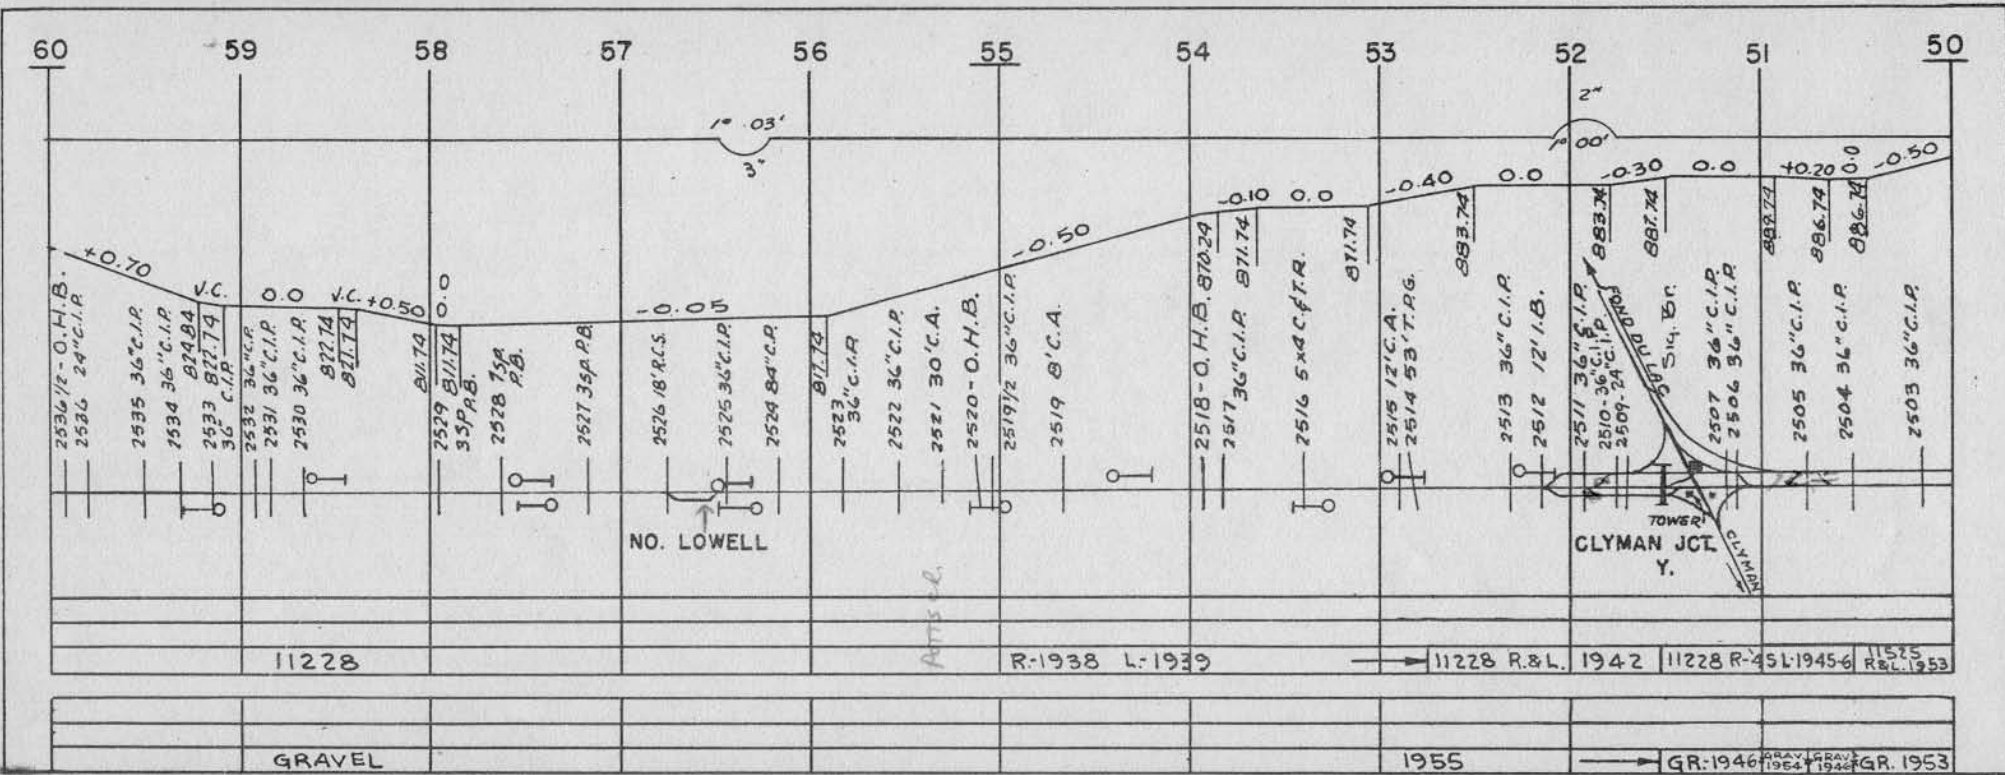 60 59 58 57 56 55 54 53 52 51 50
1° .03'
3"
2"
1° 00'
+0.70
V.C.
0.0
V.C.
+0.50
0.0
-0.05
-0.50
-0.10
0.0
-0.40
0.0
-0.30
0.0
+0.20
0.0
-0.50
2536 1/2 - O.H.B.
2536 24"C.I.P.
2535 36"C.I.P.
2534 36"C.I.P.
824.84
2533 822.74
36" C.I.P.
2532 36"C.P.
2531 36"C.I.P.
2530 36"C.I.P.
822.74
821.74
811.74
2529 811.74
3SP P.B.
2528 7SP.
P.B.
2527 3SP. P.B.
2526 18' R.C.S.
2525 36"C.I.P.
2524 84"C.P.
817.74
2523
36"C.I.P.
2522 36"C.I.P.
2521 30'C.A.
2520-O.H.B.
2519 1/2 36"C.I.P.
2519 8'C.A.
2518-O.H.B. 870.24
2517
36"C.I.P. 871.74
2516 5x4 C.&T.R.
871.74
2515 12'C.A.
2514 53'T.P.G.
883.74
2513 36"C.I.P.
2512 12'I.B.
2511 36"C.I.P. 883.74
2510-36"C.I.P.
2509-24"C.I.P.
FOND DU LAC
887.74
Sig. Br.
2507 36"C.I.P.
2506 36"C.I.P.
889.74
2505 36"C.I.P.
886.74
2504 36"C.I.P.
886.74
2503 36"C.I.P.
NO. LOWELL
TOWER
CLYMAN JCT.
Y.
CLYMAN
11228 R.-1938 L.-1939 11228 R.&L. 1942 11228 R-45 L-1945-6 11525
R&L. 1953
GRAVEL 1955 GR.-1946 GRAV. 1954 GRAV. 1946 GR. 1953